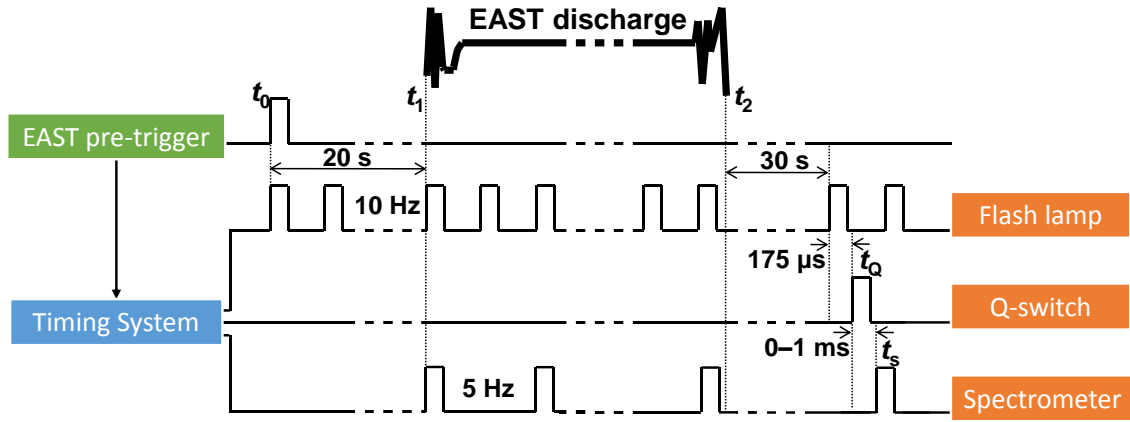 EAST discharge
t0
t1
t2
EAST pre-trigger
20 s
30 s
10 Hz
Flash lamp
175 μs
tQ
Timing System
Q-switch
0–1 ms
ts
5 Hz
Spectrometer